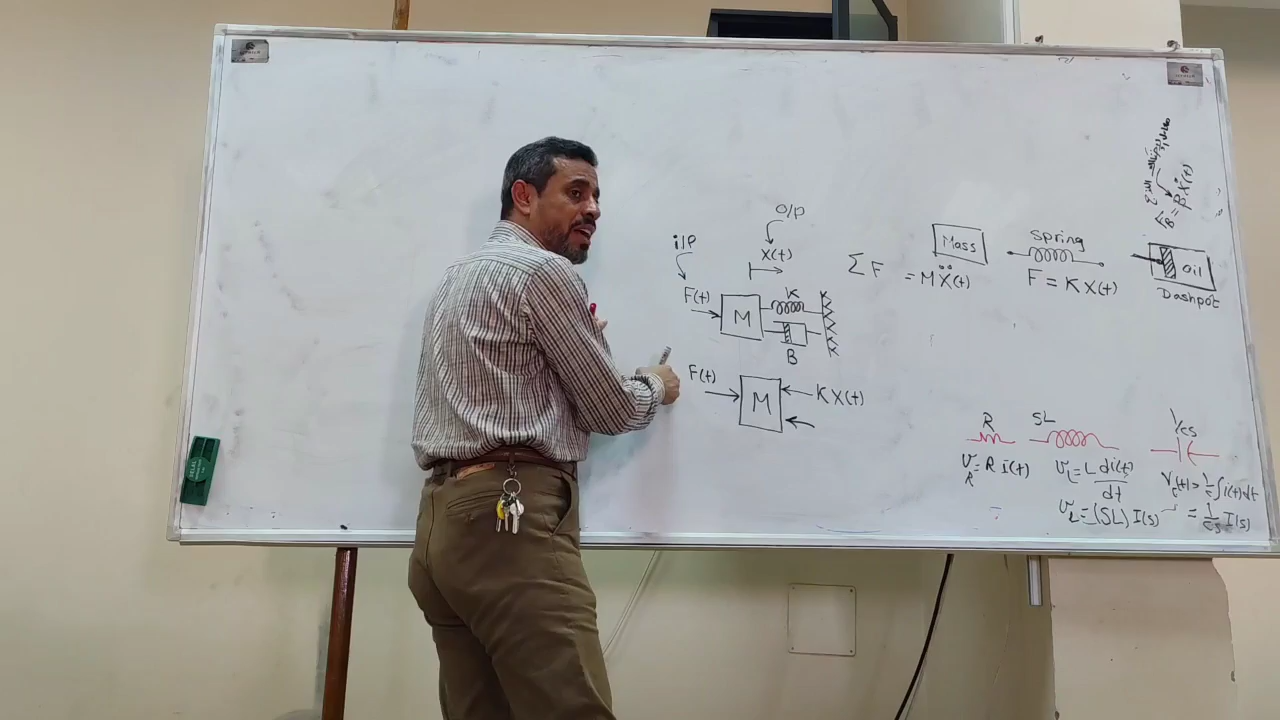 O/P
i/P
X(t)
F(t)
M
K
B
F(t)
M
K X(t)
Σ F = M Ẍ(t)
Mass
Spring
F = K X(t)
F_B = B Ẋ(t)
Oil
Dashpot
R
V_R = R I(t)
SL
V_L = L di(t)/dt
V_L = (SL) I(s)
1/CS
V_c(t) = 1/c ∫ I(t) dt
= 1/CS I(s)